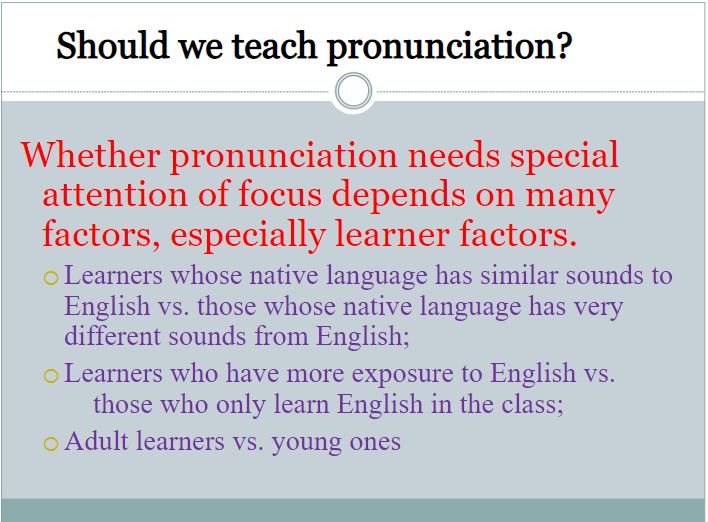 Should we teach pronunciation?
Whether pronunciation needs special
attention of focus depends on many
factors, especially learner factors.
Learners whose native language has similar sounds to
English vs. those whose native language has very
different sounds from English;
Learners who have more exposure to English vs.
those who only learn English in the class;
Adult learners vs. young ones